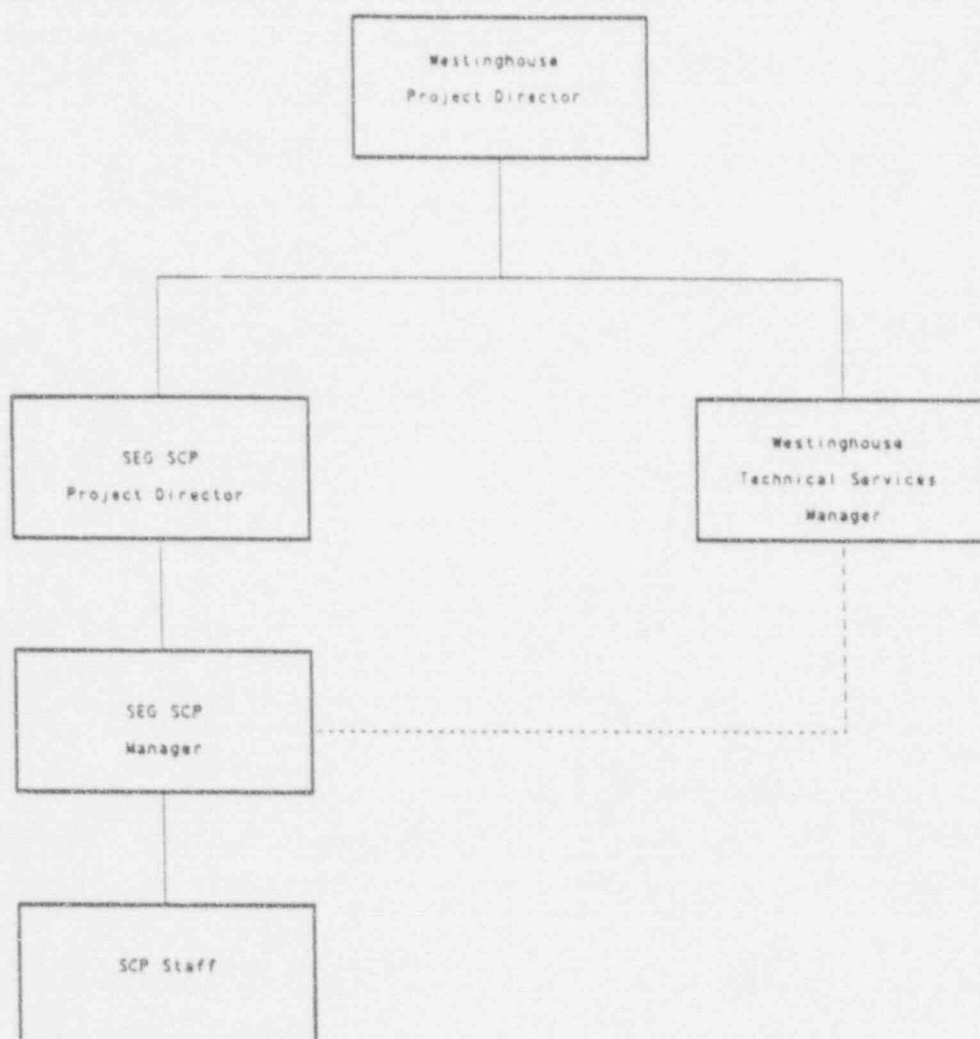 Westinghouse
Project Director
SEG SCP
Project Director
Westinghouse
Technical Services
Manager
SEG SCP
Manager
SCP Staff